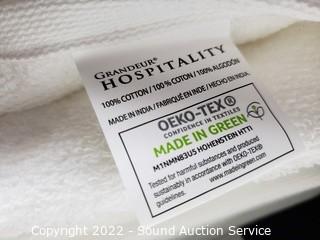 GRANDEUR®
HOSPITALITY
100% COTTON / 100 % COTON / 100% ALGODÓN
MADE IN INDIA / FABRIQUÉ EN INDE / HECHO EN INDIA
OEKO-TEX®
CONFIDENCE IN TEXTILES
MADE IN GREEN
M1NMNB3U5 HOHENSTEIN HTTI
Tested for harmful substances and produced
sustainably in accordance with OEKO-TEX®
guidelines.
www.madeingreen.com
Copyright 2022 - Sound Auction Service